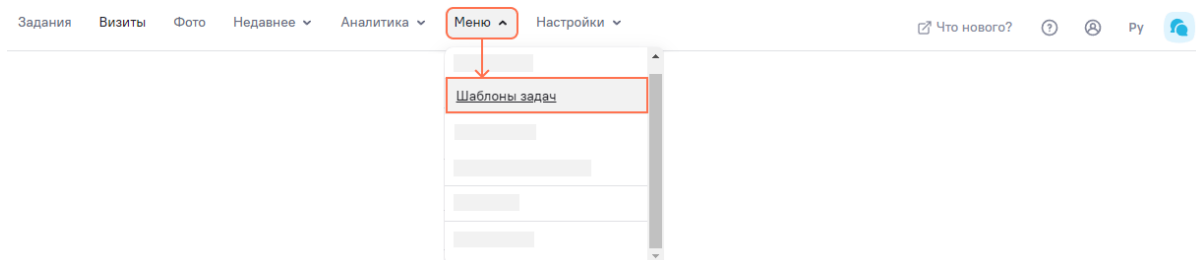 Задания Визиты Фото Недавнее Аналитика Меню Настройки Что нового? Ру
Шаблоны задач